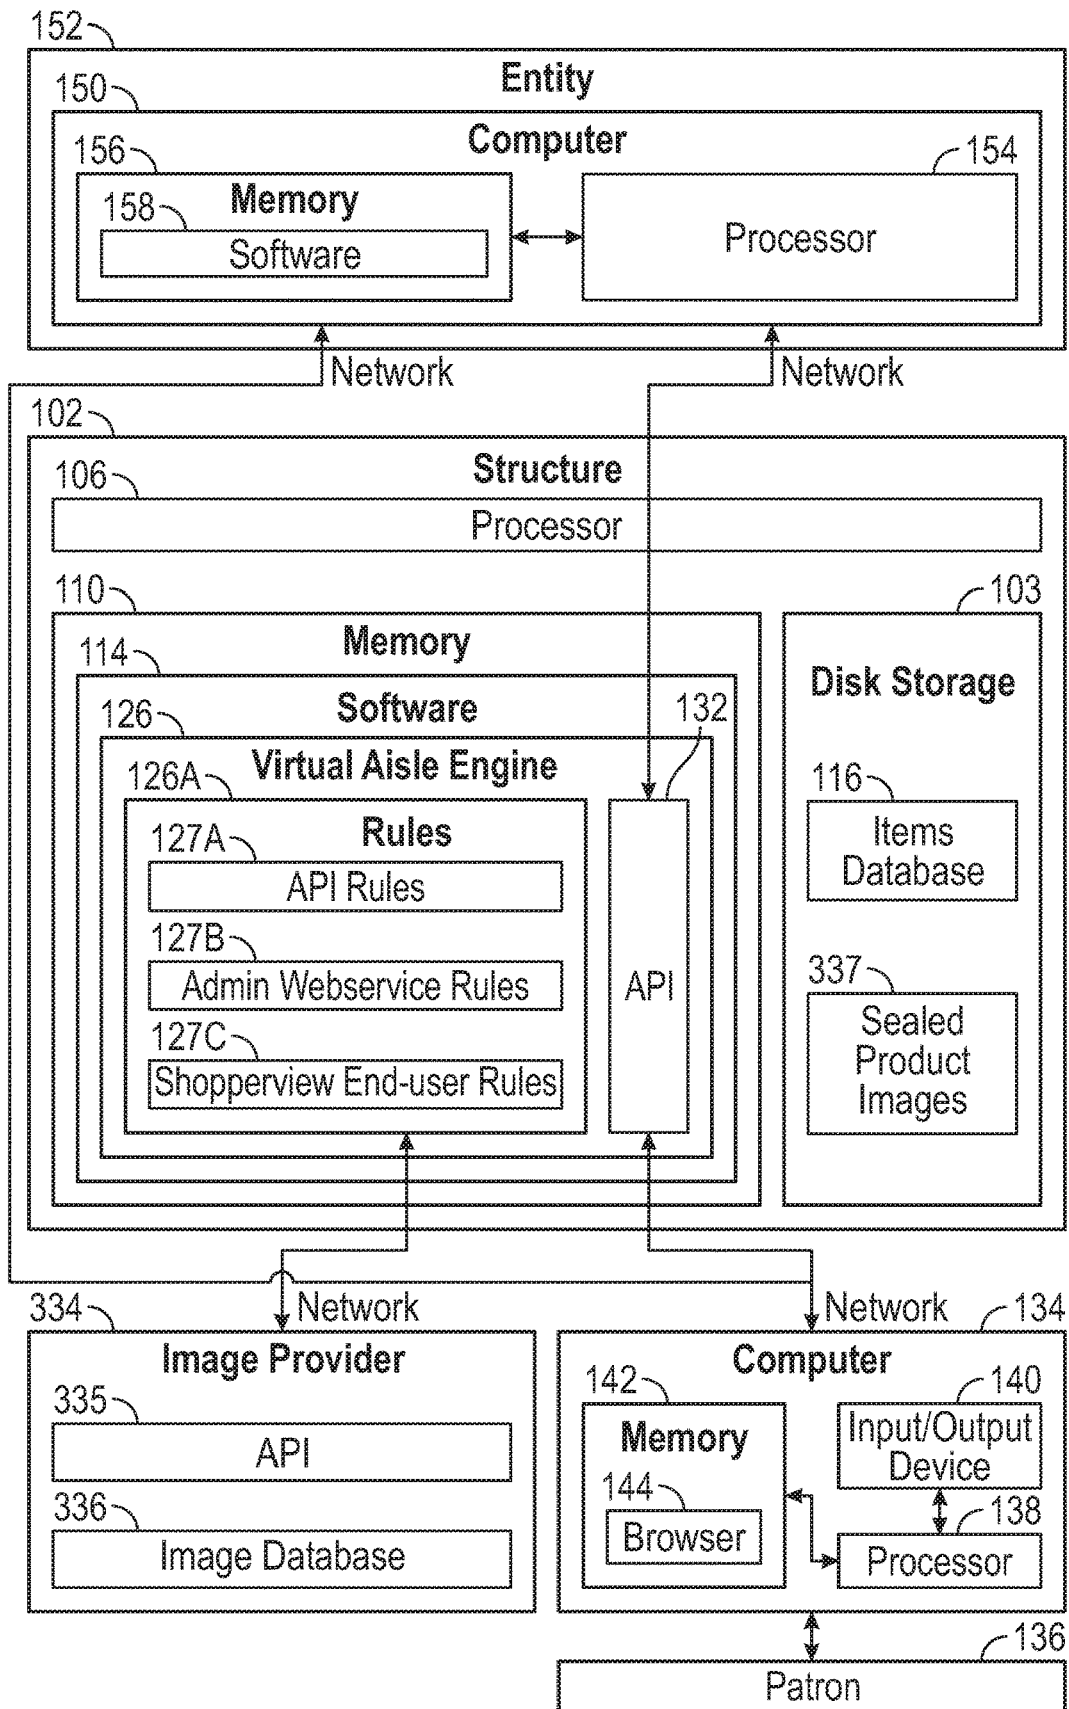 152
Entity
150
Computer
156
154
Memory
158
Software
Processor
Network
Network
102
Structure
106
Processor
110
103
Memory
114
Disk Storage
Software
126
132
Virtual Aisle Engine
126A
Rules
116
127A
Items
Database
API Rules
127B
Admin Webservice Rules
API
337
127C
Sealed
Product
Images
Shopperview End-user Rules
Network
Network
334
134
Image Provider
Computer
335
142
140
API
Memory
Input/Output
Device
336
144
138
Image Database
Browser
Processor
136
Patron